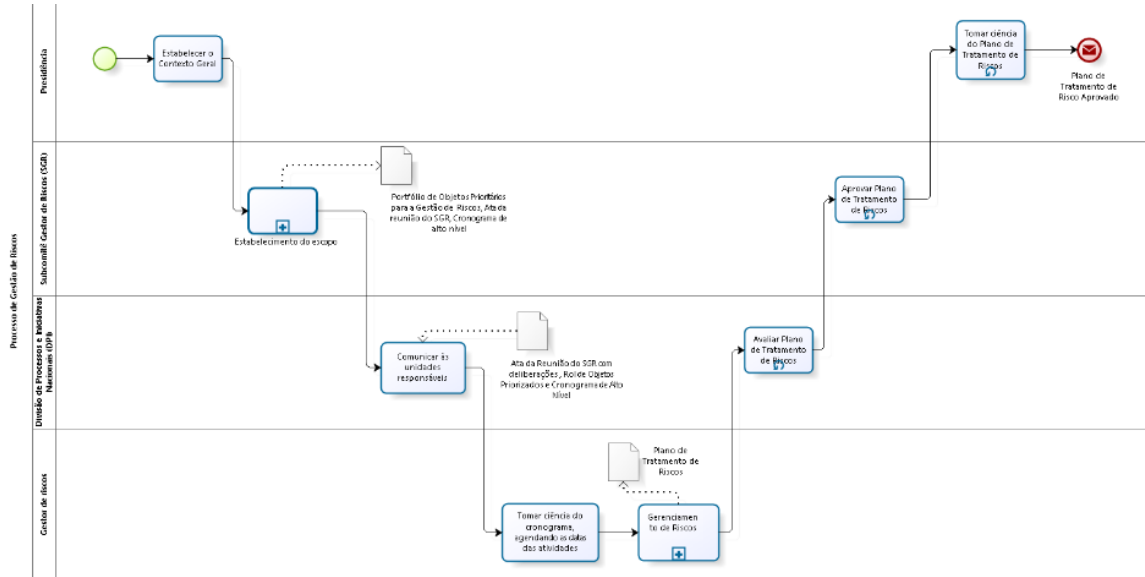 Processo de Gestão de Riscos
Presidência
Estabelecer o
Contexto Geral
Tomar ciência
do Plano de
Tratamento de
Riscos
Plano de
Tratamento de
Risco Aprovado
Subcomitê Gestor de Riscos (SGR)
Estabelecimento do escopo
Portfólio de Objetos Prioritários
para a Gestão de Riscos, Ata da
reunião do SGR, Cronograma de
alto nível
Aprovar Plano
de Tratamento
de Riscos
Divisão de Processos e Iniciativas
Nacionais (DPI)
Comunicar às
unidades
responsáveis
Ata da Reunião do SGR com
deliberações, Rol de Objetos
Priorizados e Cronograma de Alto
Nível
Avaliar Plano
de Tratamento
de Riscos
Gestor de riscos
Tomar ciência do
cronograma,
agendando as datas
das atividades
Plano de
Tratamento de
Riscos
Gerenciamen
to de Riscos